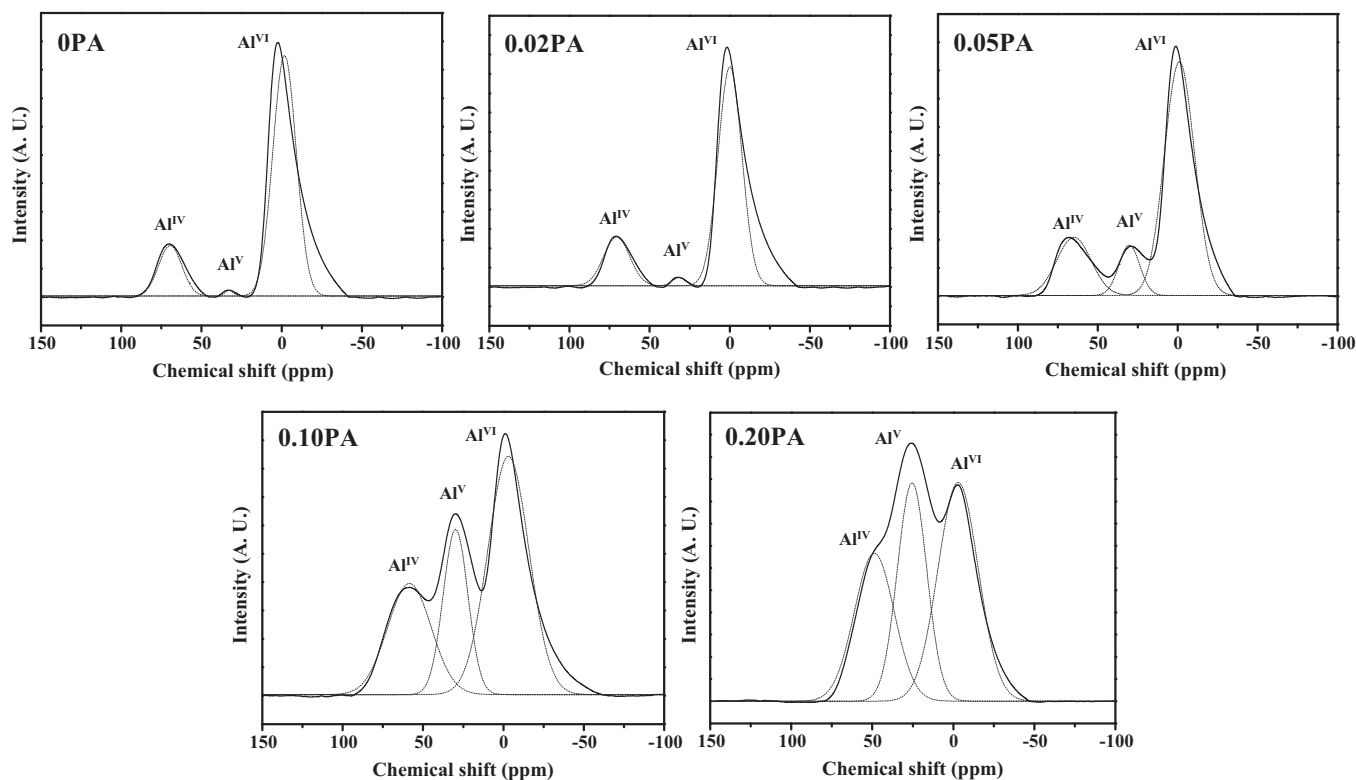 0PA
Al^VI
Al^IV
Al^V
Intensity (A. U.)
150 100 50 0 -50 -100
Chemical shift (ppm)
0.02PA
Al^VI
Al^IV
Al^V
Intensity (A. U.)
150 100 50 0 -50 -100
Chemical shift (ppm)
0.05PA
Al^VI
Al^IV
Al^V
Intensity (A. U.)
150 100 50 0 -50 -100
Chemical shift (ppm)
0.10PA
Al^VI
Al^V
Al^IV
Intensity (A. U.)
150 100 50 0 -50 -100
Chemical shift (ppm)
0.20PA
Al^V
Al^VI
Al^IV
Intensity (A. U.)
150 100 50 0 -50 -100
Chemical shift (ppm)